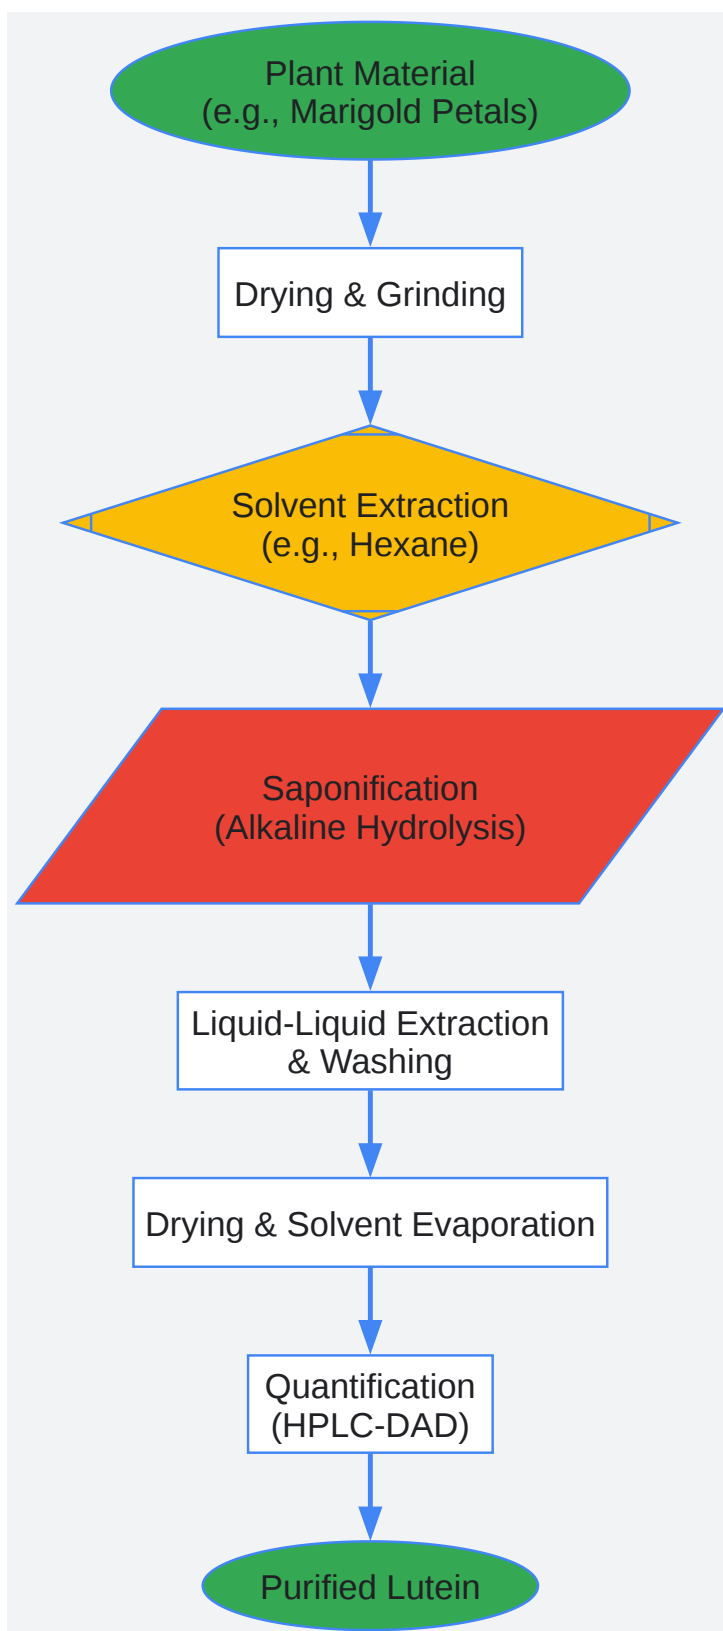 Plant Material
(e.g., Marigold Petals)
Drying & Grinding
Solvent Extraction
(e.g., Hexane)
Saponification
(Alkaline Hydrolysis)
Liquid-Liquid Extraction
& Washing
Drying & Solvent Evaporation
Quantification
(HPLC-DAD)
Purified Lutein